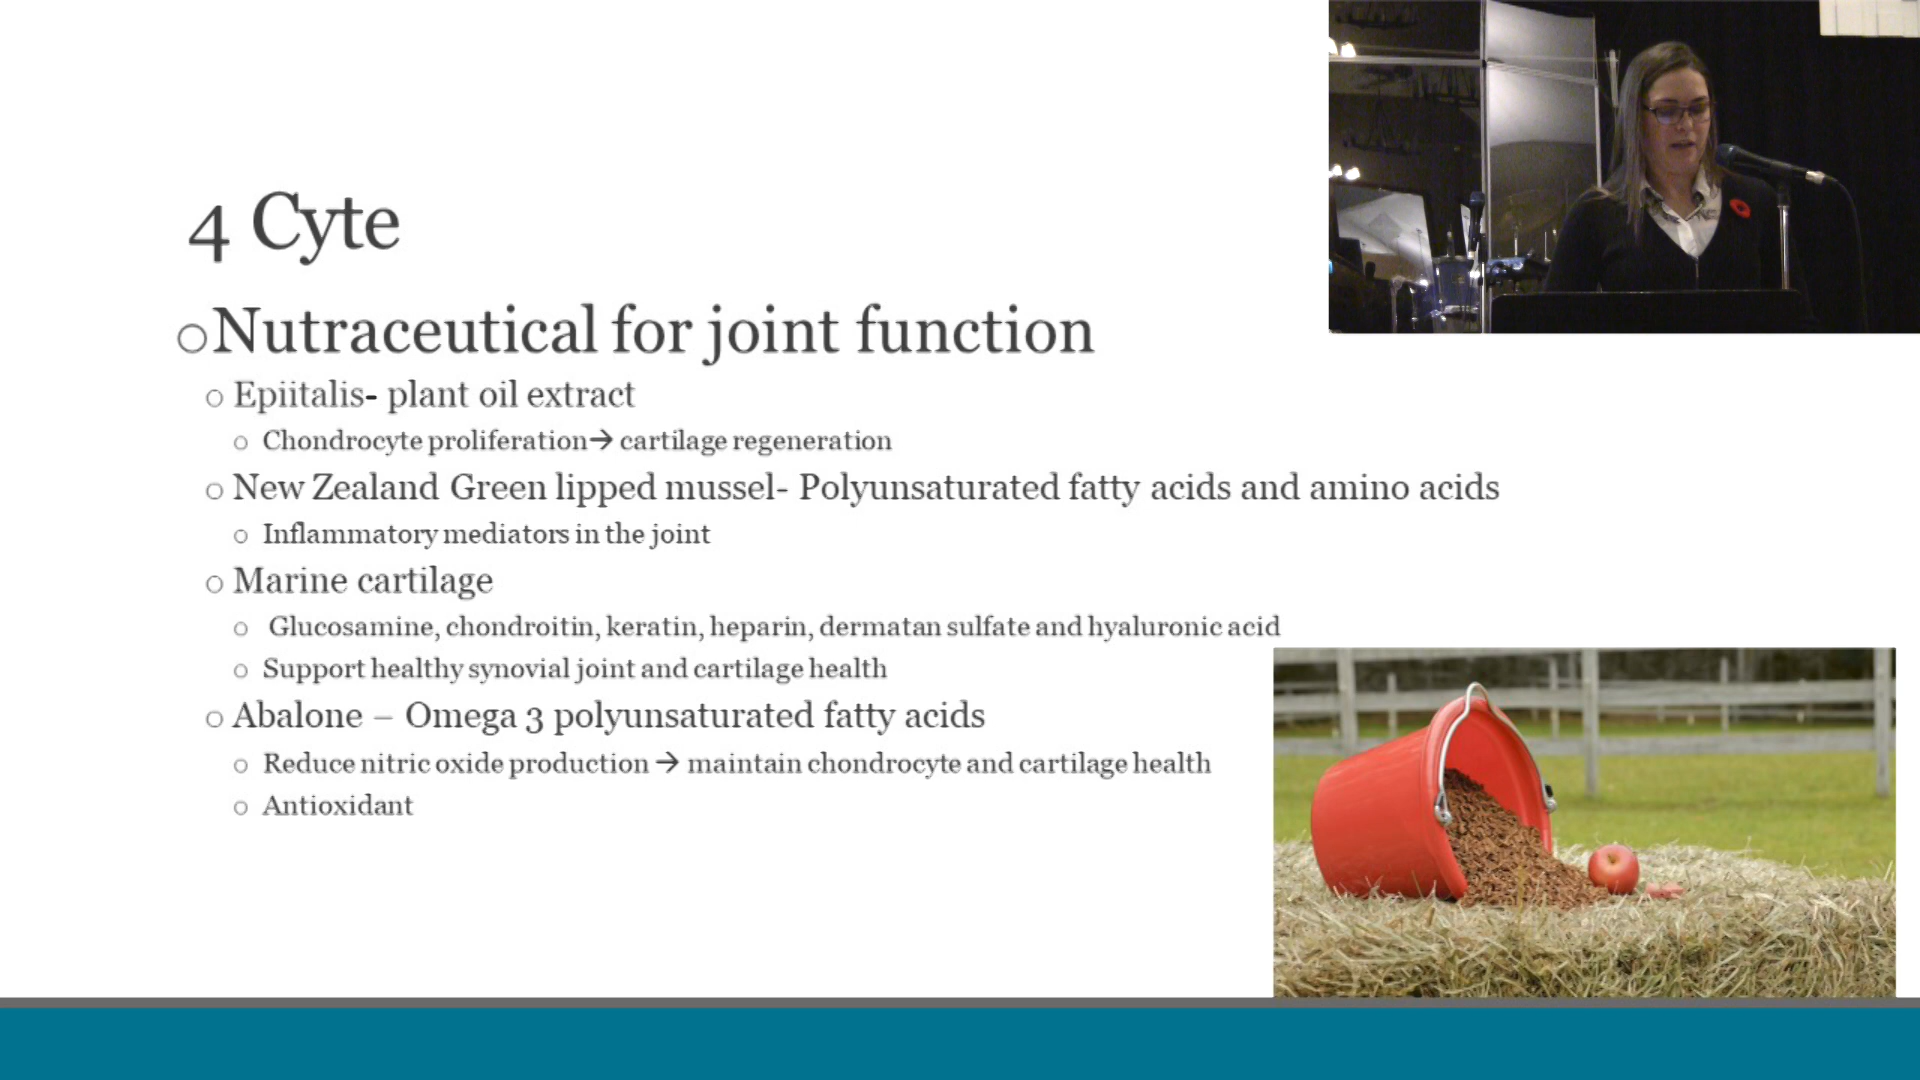 4 Cyte
Nutraceutical for joint function
Epiitalis- plant oil extract
Chondrocyte proliferation→ cartilage regeneration
New Zealand Green lipped mussel- Polyunsaturated fatty acids and amino acids
Inflammatory mediators in the joint
Marine cartilage
Glucosamine, chondroitin, keratin, heparin, dermatan sulfate and hyaluronic acid
Support healthy synovial joint and cartilage health
Abalone – Omega 3 polyunsaturated fatty acids
Reduce nitric oxide production → maintain chondrocyte and cartilage health
Antioxidant